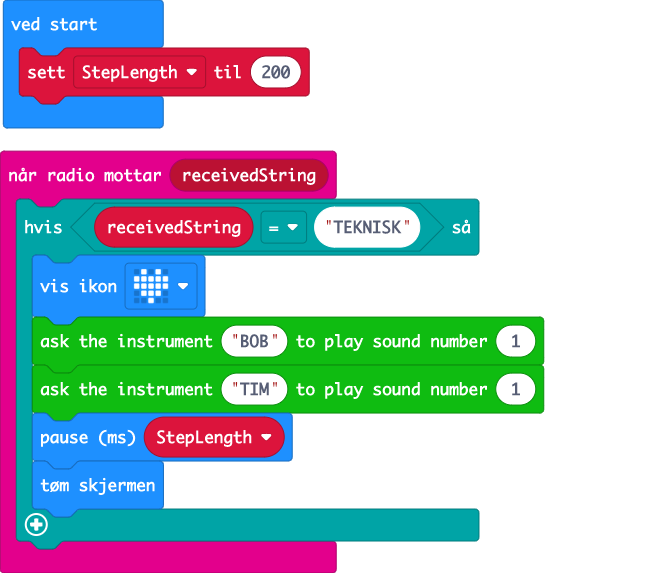 ved start
sett StepLength til 200
når radio mottar receivedString
hvis receivedString = "TEKNISK" så
vis ikon
ask the instrument "BOB" to play sound number 1
ask the instrument "TIM" to play sound number 1
pause (ms) StepLength
tøm skjermen